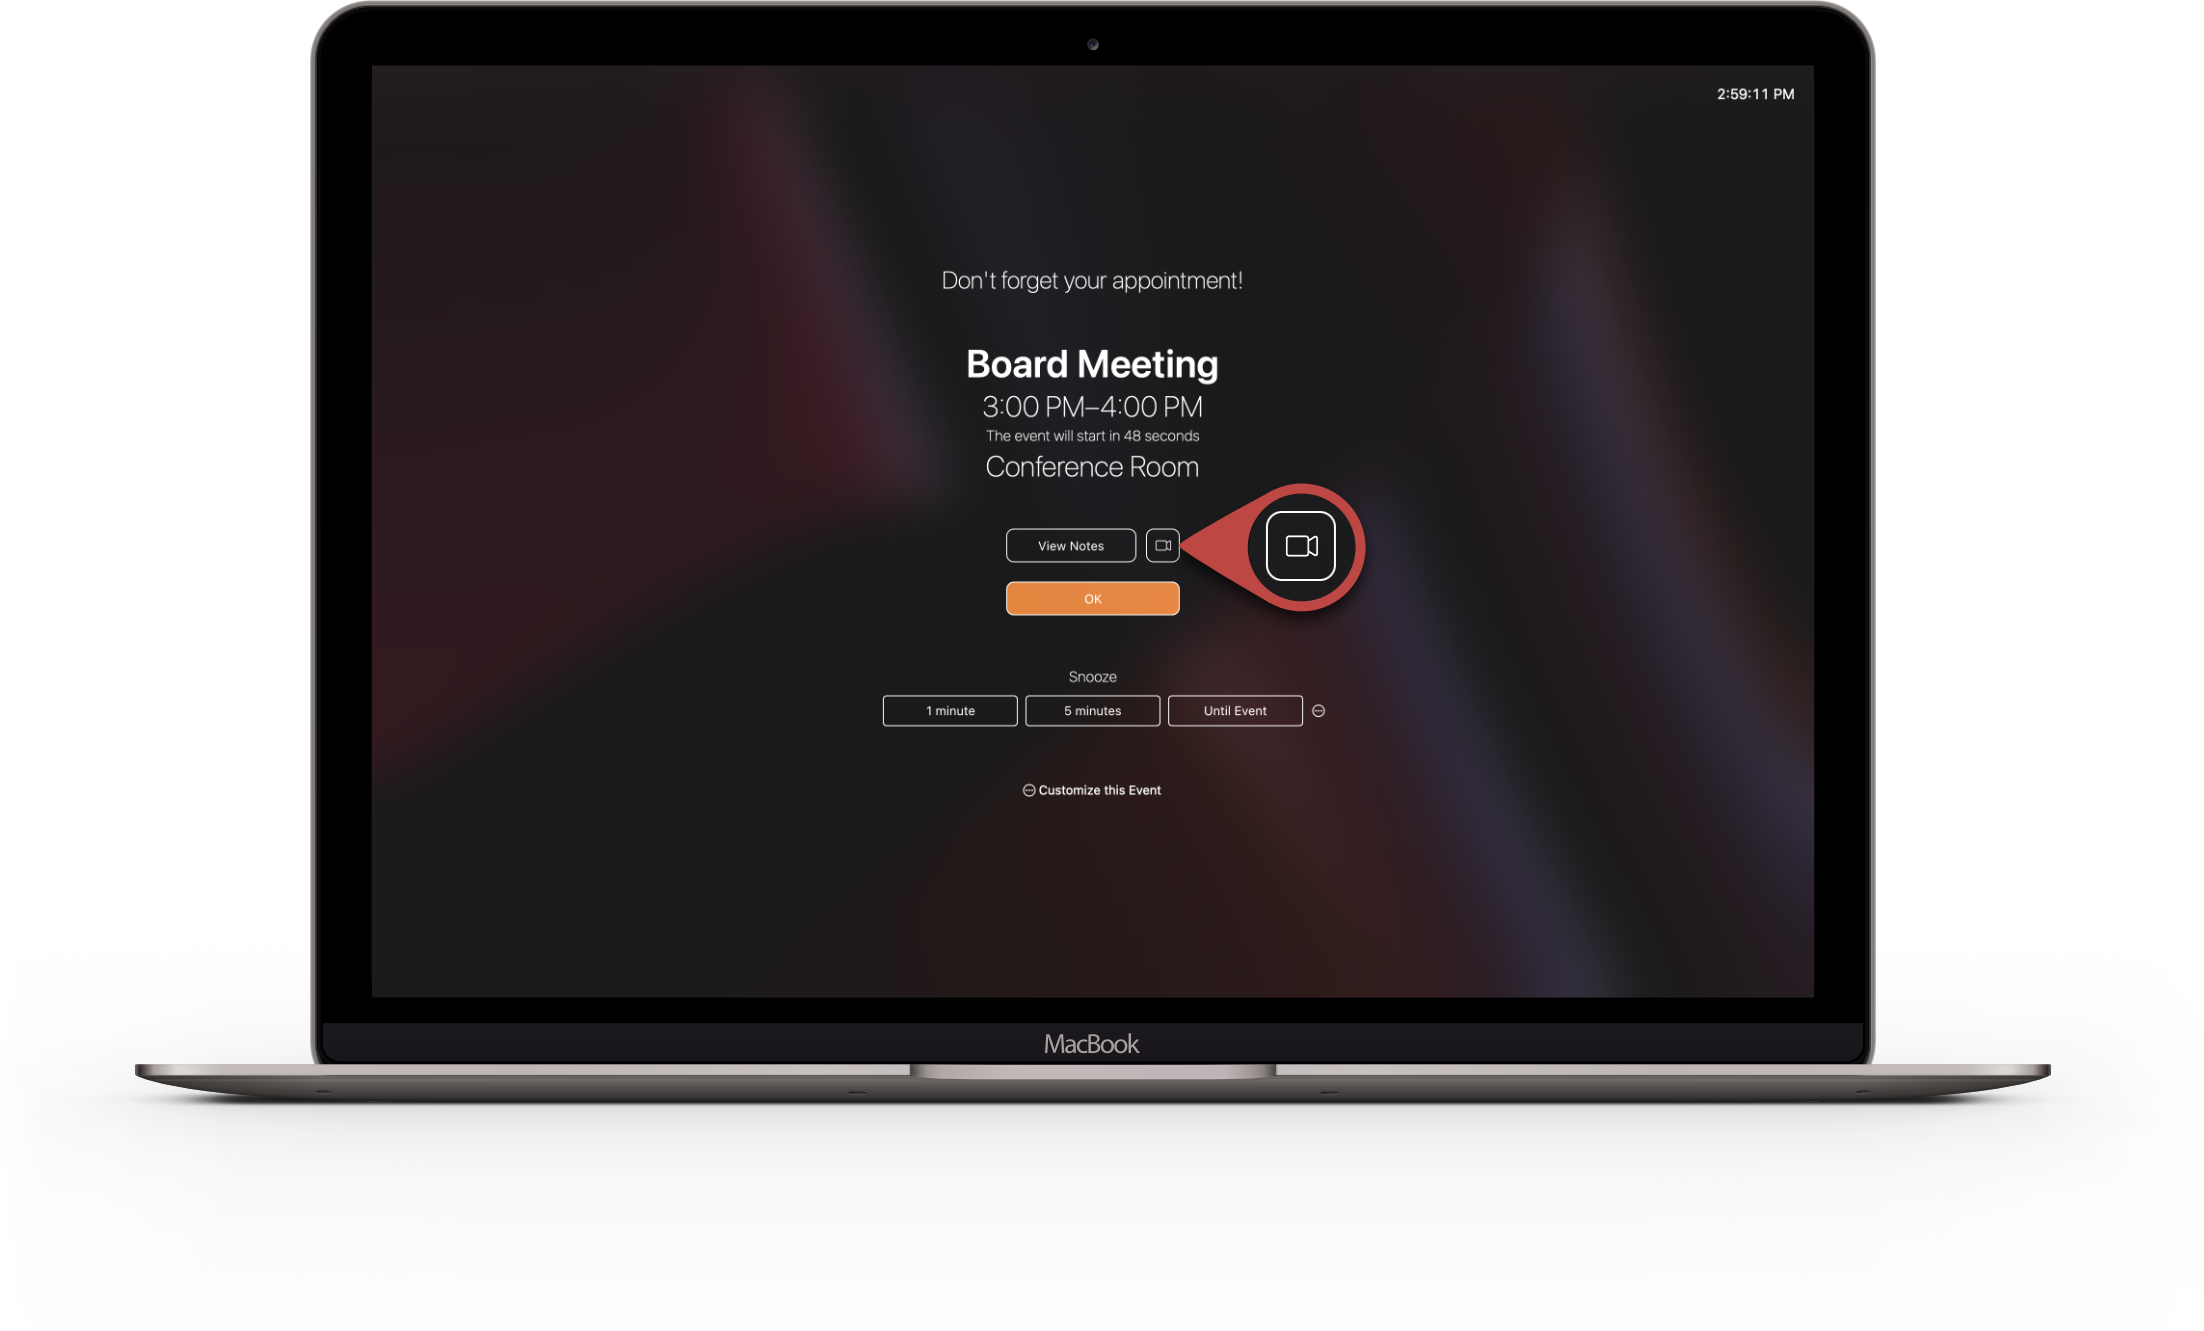 2:59:11 PM
Don't forget your appointment!
Board Meeting
3:00 PM–4:00 PM
The event will start in 48 seconds
Conference Room
View Notes
OK
Snooze
1 minute
5 minutes
Until Event
Customize this Event
MacBook